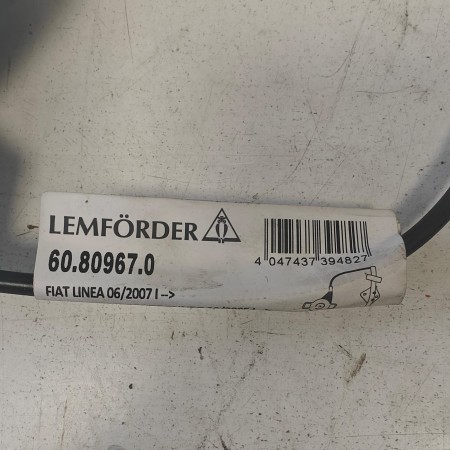 LEMFÖRDER
60.80967.0
FIAT LINEA 06/2007 I -->
4 047437 394827